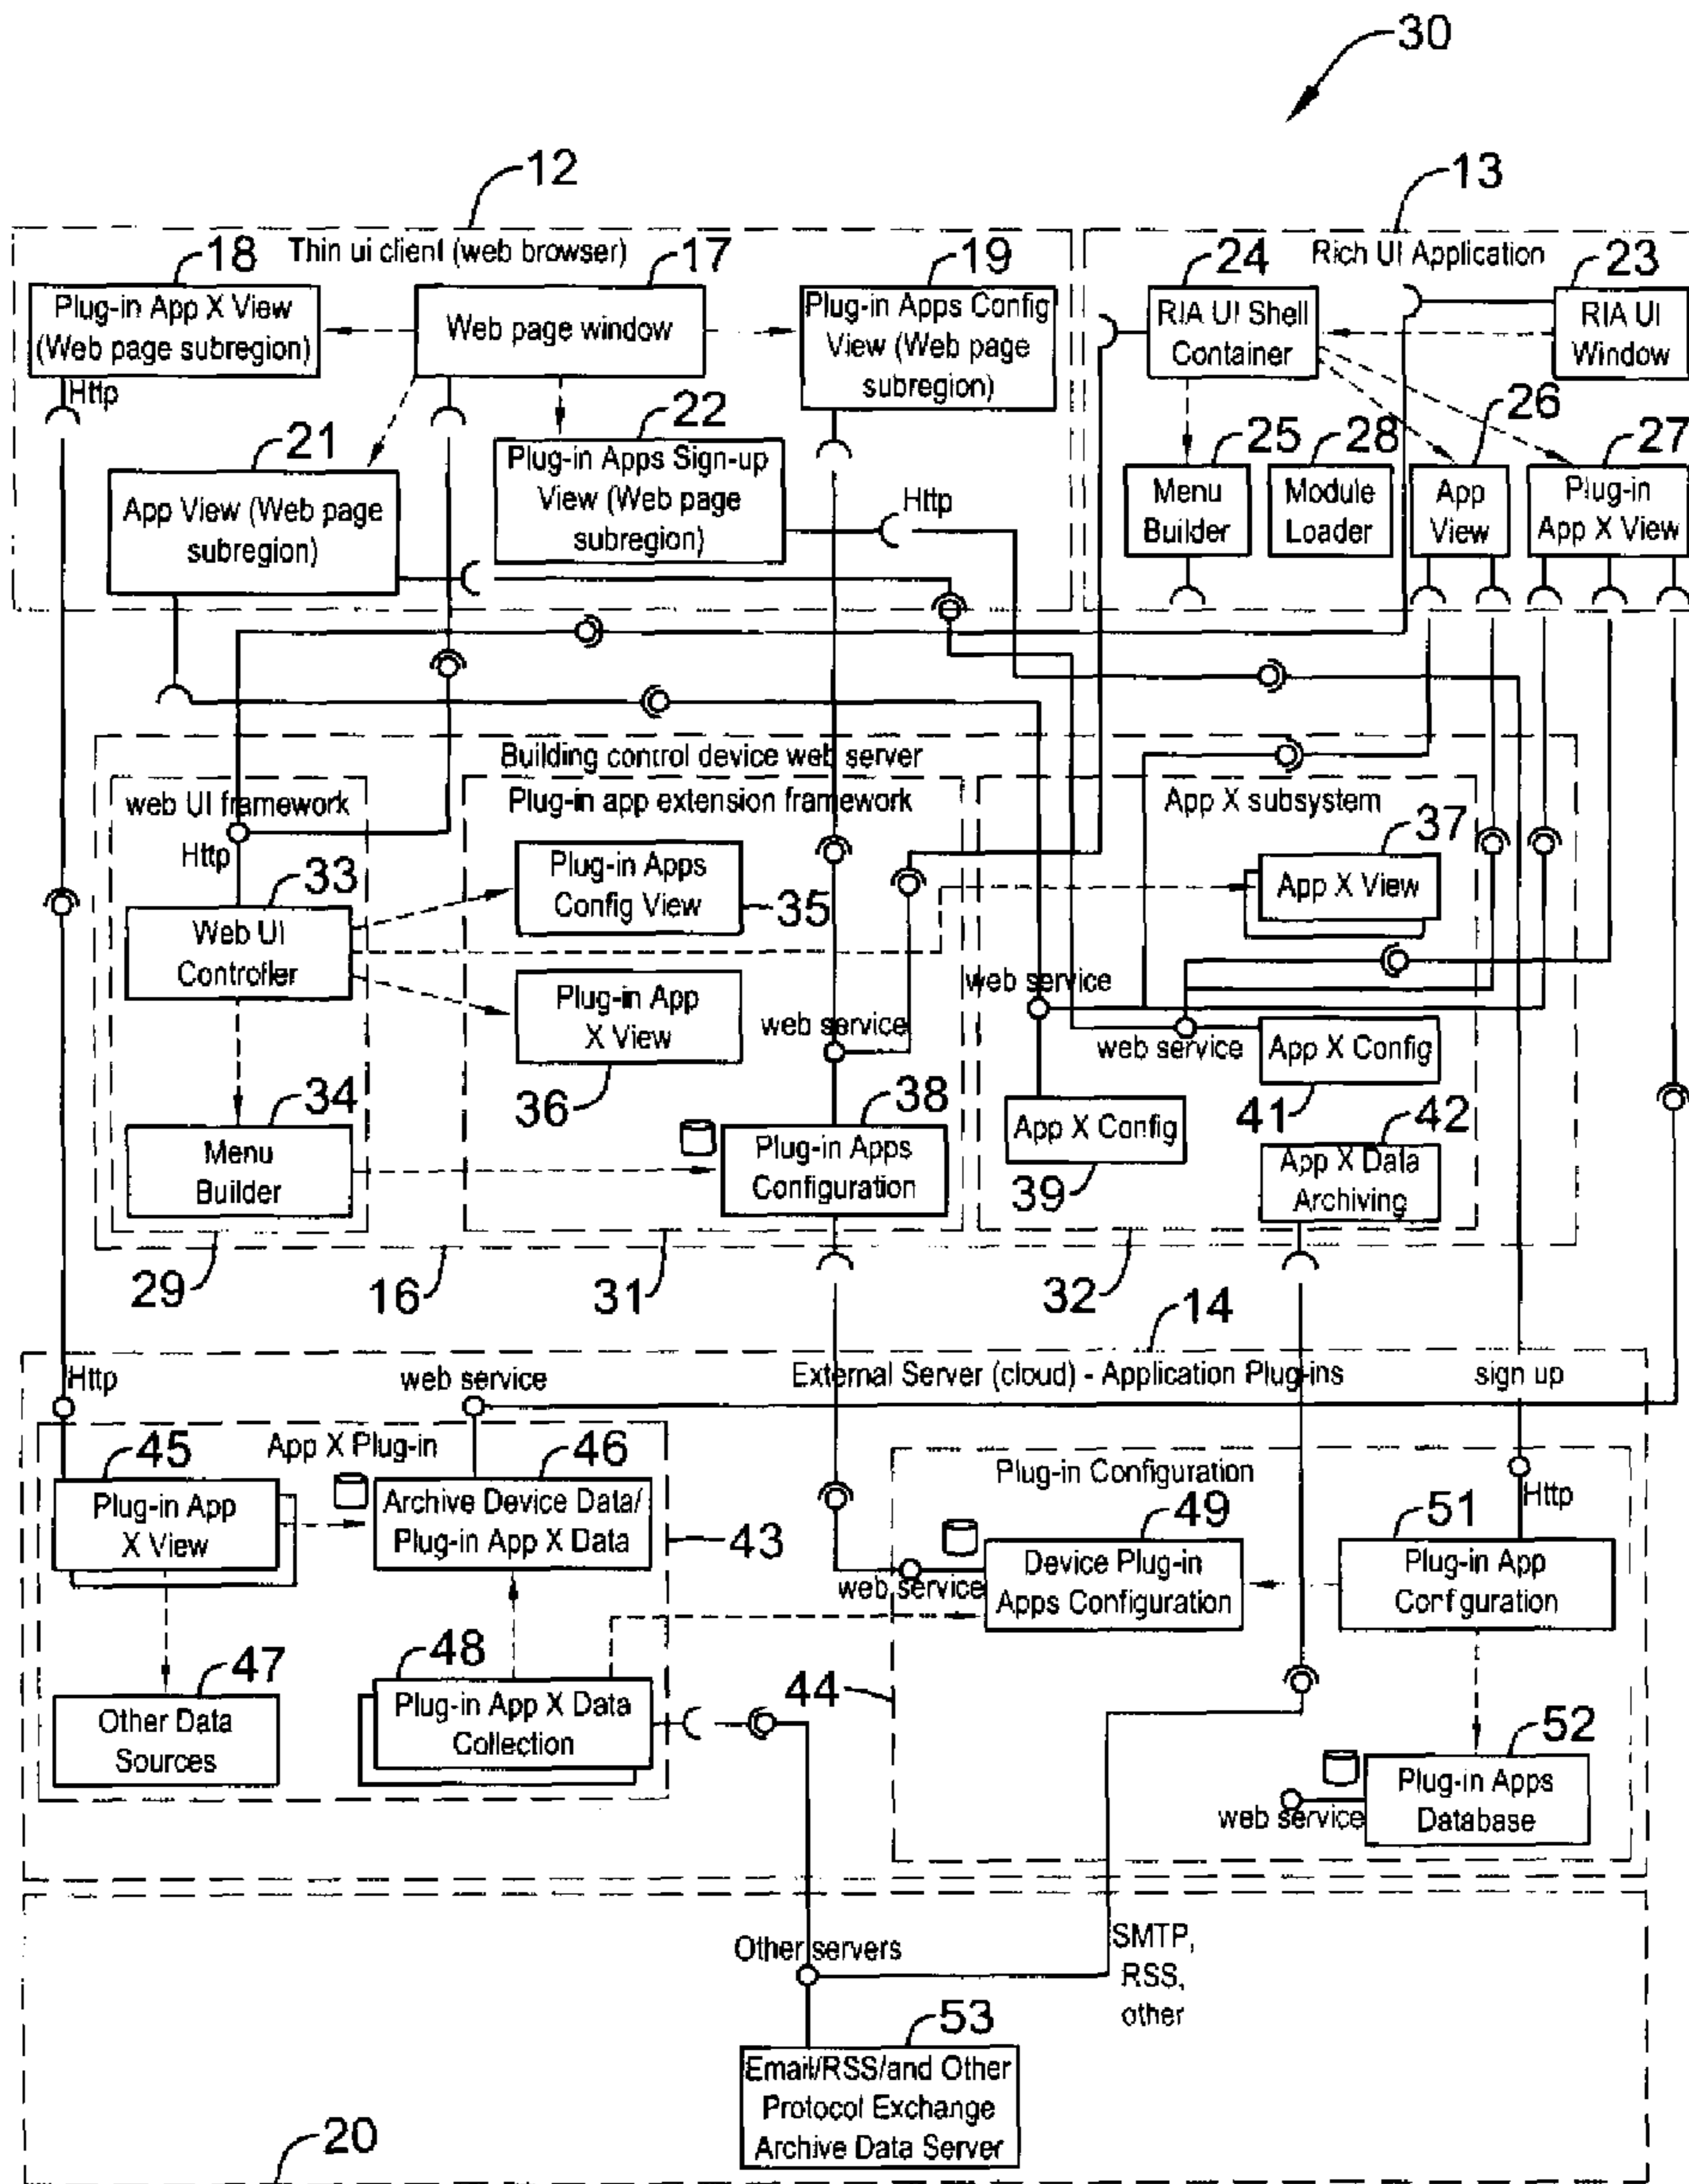 30
12
13
Thin ui client (web browser)
Rich UI Application
18
17
19
24
23
Plug-in App X View
(Web page subregion)
Web page window
Plug-in Apps Config
View (Web page
subregion)
RIA UI Shell
Container
RIA UI
Window
Http
21
22
25
28
26
27
App View (Web page
subregion)
Plug-in Apps Sign-up
View (Web page
subregion)
Http
Menu
Builder
Module
Loader
App
View
Plug-in
App X View
Building control device web server
web UI framework
Plug-in app extension framework
App X subsystem
Http
33
Web UI
Controller
Plug-in Apps
Config View
35
37
App X View
Plug-in App
X View
36
web service
web service
web service
App X Config
41
34
Menu
Builder
38
Plug-in Apps
Configuration
App X Config
39
42
App X Data
Archiving
29
16
31
32
14
Http
web service
External Server (cloud) - Application Plug-ins
sign up
App X Plug-in
45
46
Plug-in App
X View
Archive Device Data/
Plug-in App X Data
43
Plug-in Configuration
49
51
Http
web service
Device Plug-in
Apps Configuration
Plug-in App
Corfguration
47
48
44
Other Data
Sources
Plug-in App X Data
Collection
52
web service
Plug-in Apps
Database
Other servers
SMTP,
RSS,
other
53
Email/RSS/and Other
Protocol Exchange
Archive Data Server
20